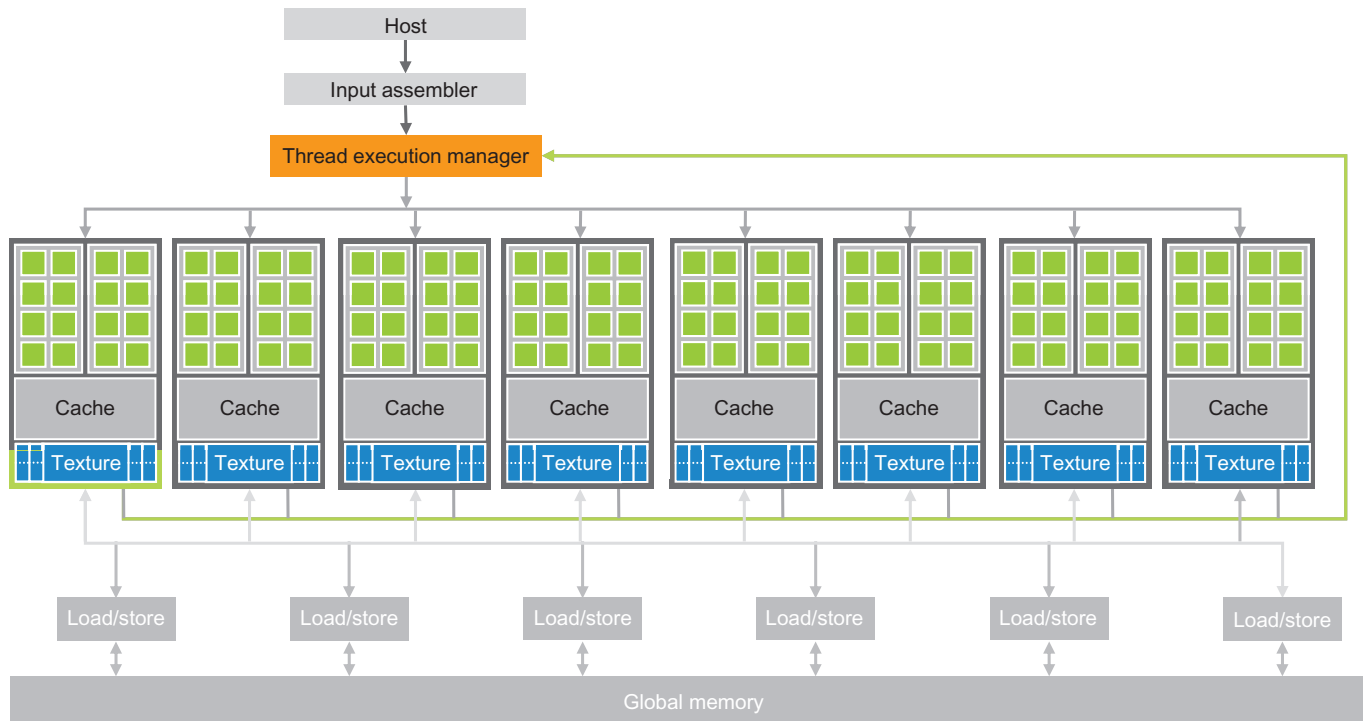 Host
Input assembler
Thread execution manager
Cache Cache Cache Cache Cache Cache Cache Cache
Texture Texture Texture Texture Texture Texture Texture Texture
Load/store Load/store Load/store Load/store Load/store Load/store
Global memory